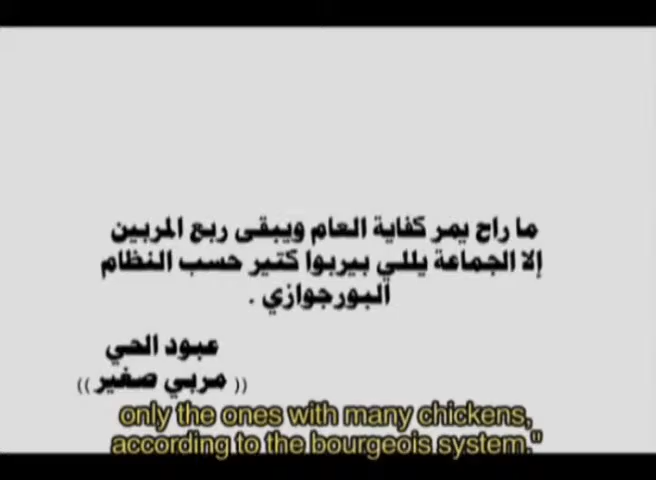 ما راح يمر كفاية العام ويبقى ربع المربين
إلا الجماعة يللي بيربوا كتير حسب النظام
البورجوازي .
عبود الحي
(( مربي صغير ))
only the ones with many chickens,
according to the bourgeois system."